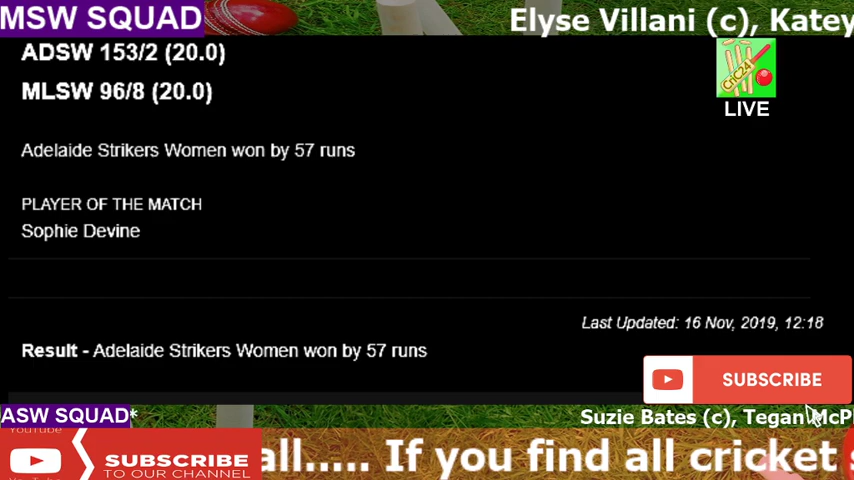 MSW SQUAD
Elyse Villani (c), Katey
ADSW 153/2 (20.0)
MLSW 96/8 (20.0)
CriC24
LIVE
Adelaide Strikers Women won by 57 runs
PLAYER OF THE MATCH
Sophie Devine
Last Updated: 16 Nov, 2019, 12:18
Result - Adelaide Strikers Women won by 57 runs
SUBSCRIBE
ASW SQUAD*
Suzie Bates (c), Tegan McP
YOUTUBE
SUBSCRIBE
TO OUR CHANNEL
all..... If you find all cricket s